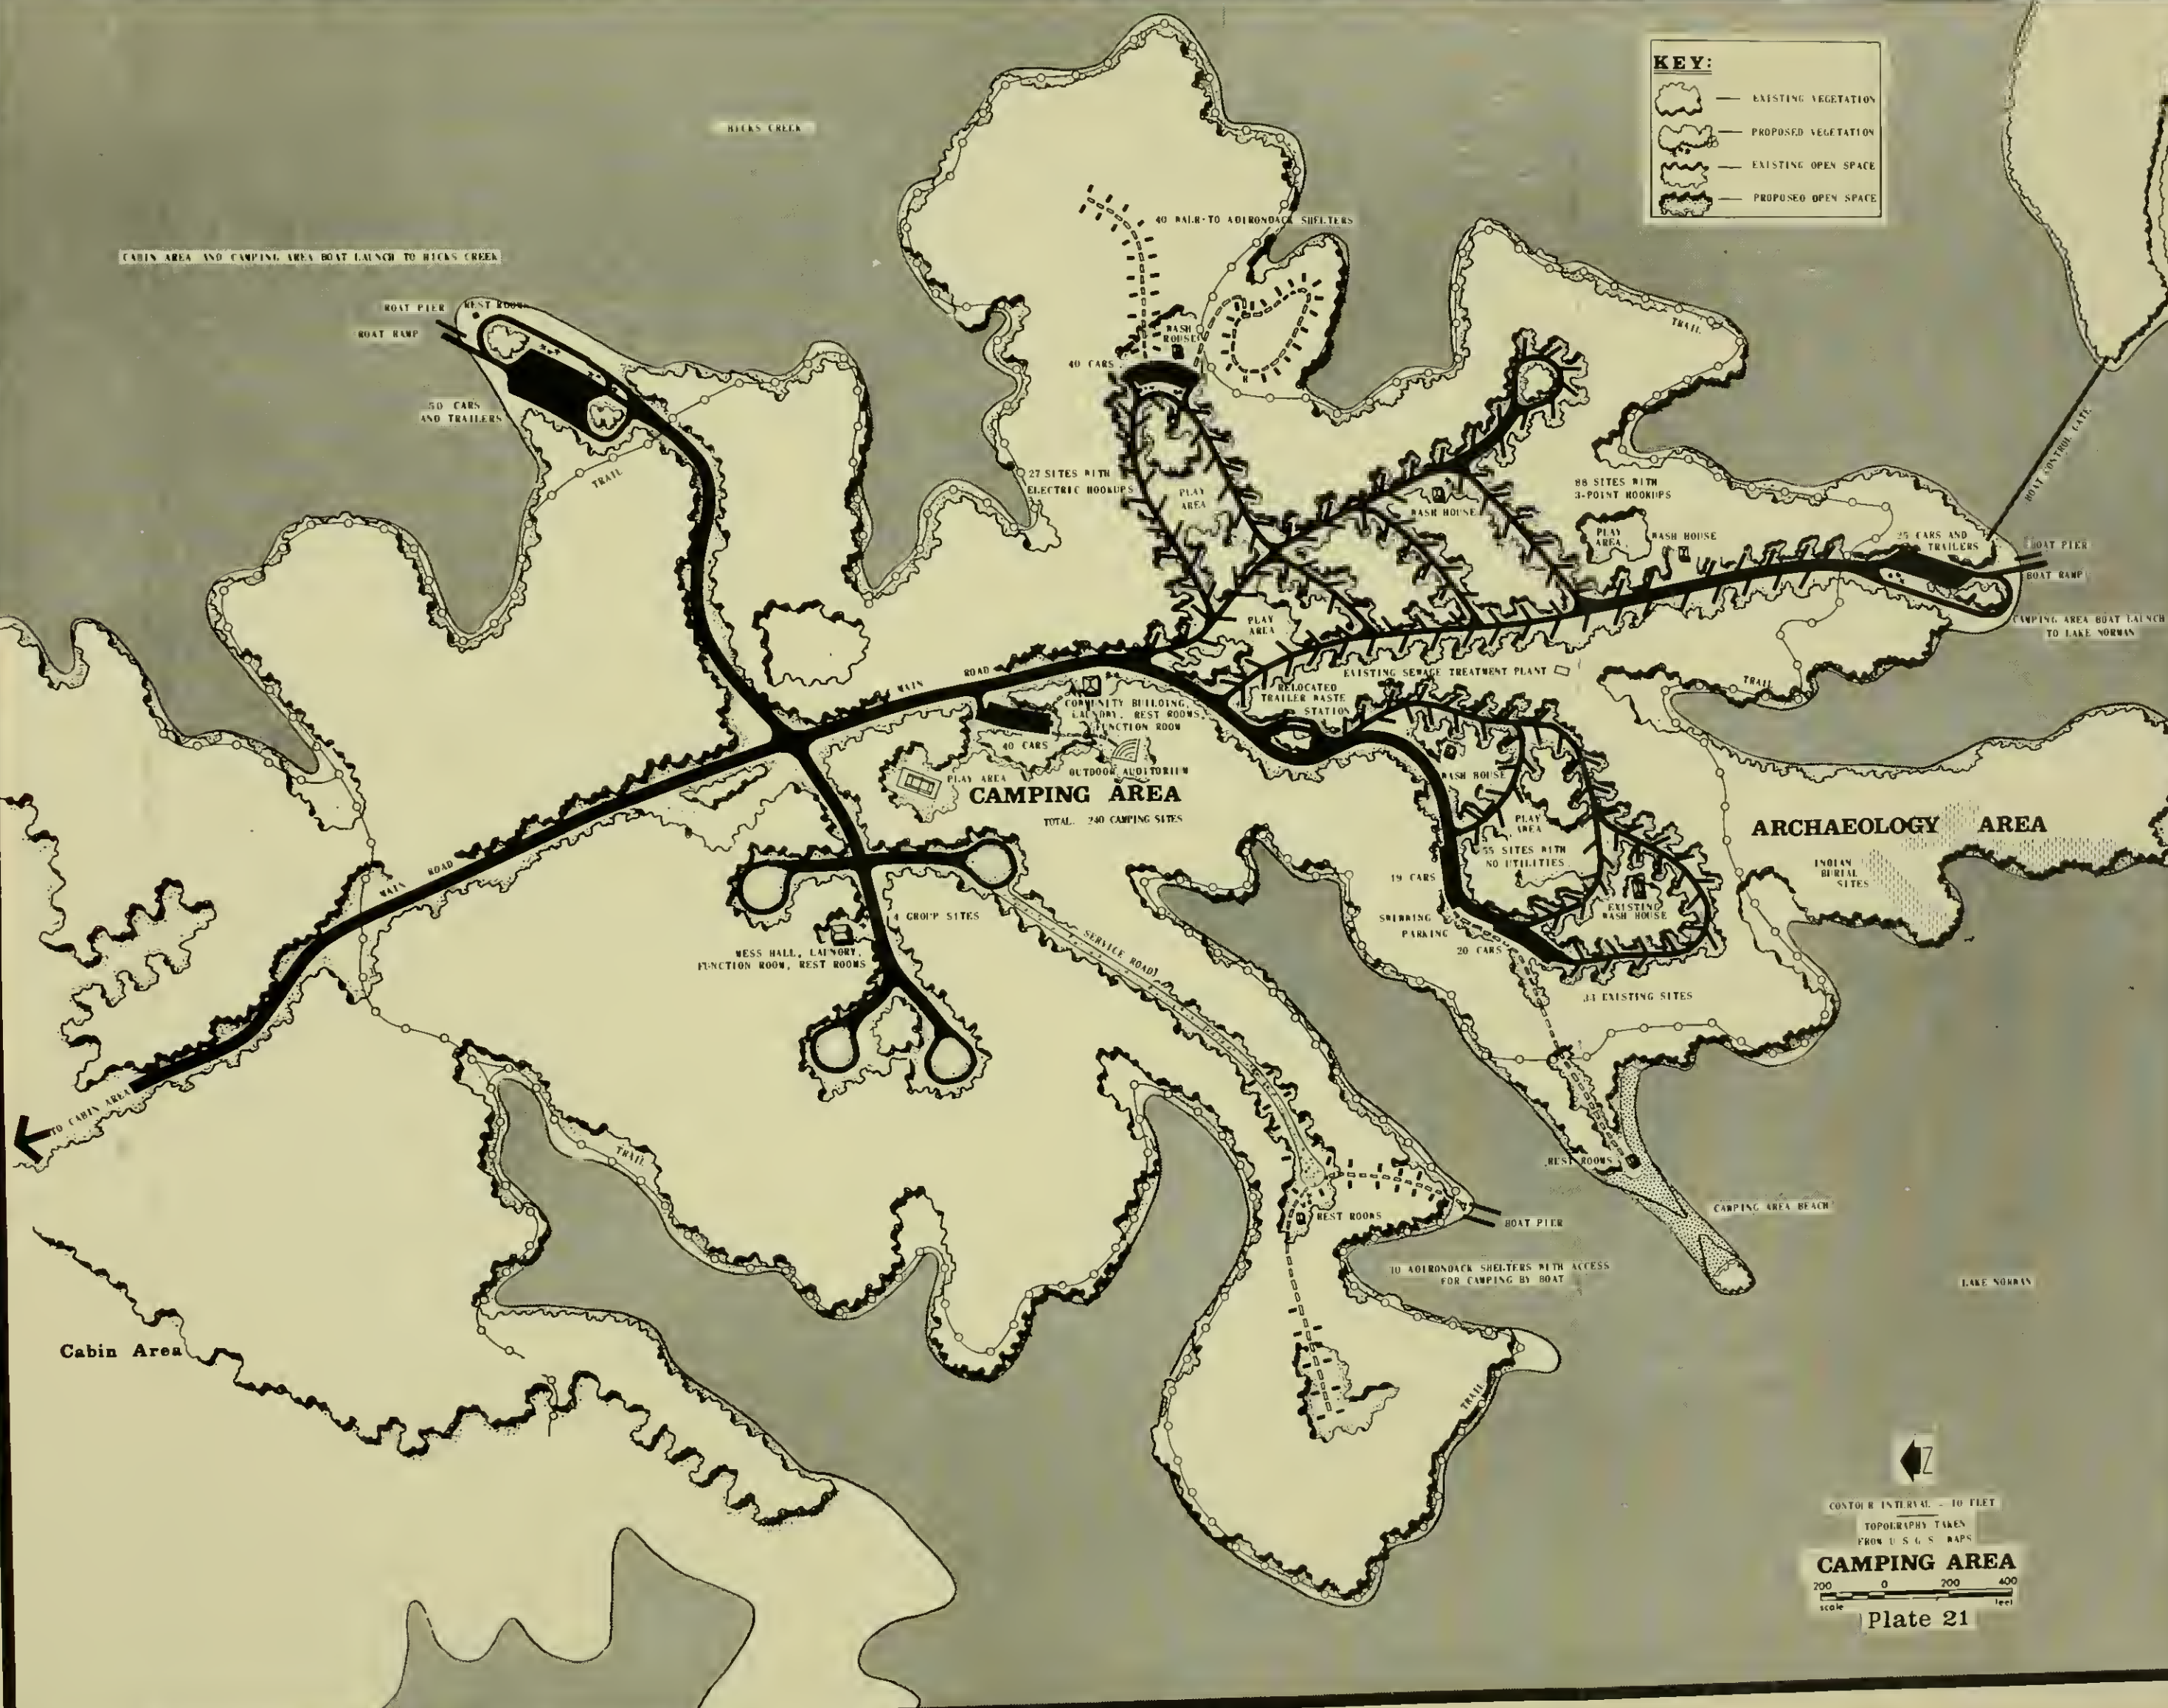 KEY:
EXISTING VEGETATION
PROPOSED VEGETATION
EXISTING OPEN SPACE
PROPOSED OPEN SPACE
HICKS CREEK
CABIN AREA AND CAMPING AREA BOAT LAUNCH TO HICKS CREEK
BOAT PIER
REST ROOMS
BOAT RAMP
50 CARS
AND TRAILERS
TRAIL
40 WALK-TO ADIRONDACK SHELTERS
WASH
HOUSE
40 CARS
TRAIL
27 SITES WITH
ELECTRIC HOOKUPS
PLAY
AREA
WASH HOUSE
88 SITES WITH
3-POINT HOOKUPS
PLAY
AREA
WASH HOUSE
25 CARS AND
TRAILERS
BOAT CONTROL GATE
BOAT PIER
BOAT RAMP
CAMPING AREA BOAT LAUNCH
TO LAKE NORMAN
PLAY
AREA
EXISTING SEWAGE TREATMENT PLANT
RELOCATED
TRAILER WASTE
STATION
TRAIL
MAIN ROAD
COMMUNITY BUILDING,
LAUNDRY, REST ROOMS,
FUNCTION ROOM
40 CARS
OUTDOOR AUDITORIUM
PLAY AREA
CAMPING AREA
TOTAL: 240 CAMPING SITES
WASH HOUSE
PLAY
AREA
55 SITES WITH
NO UTILITIES
19 CARS
SWIMMING
PARKING
20 CARS
EXISTING
WASH HOUSE
33 EXISTING SITES
ARCHAEOLOGY AREA
INDIAN
BURIAL
SITES
MAIN ROAD
4 GROUP SITES
MESS HALL, LAUNDRY,
FUNCTION ROOM, REST ROOMS
SERVICE ROAD
TO CABIN AREA
TRAIL
REST ROOMS
CAMPING AREA BEACH
REST ROOMS
BOAT PIER
10 ADIRONDACK SHELTERS WITH ACCESS
FOR CAMPING BY BOAT
LAKE NORMAN
Cabin Area
TRAIL
N
CONTOUR INTERVAL - 10 FEET
TOPOGRAPHY TAKEN
FROM U S G S MAPS
CAMPING AREA
200 0 200 400
scale feet
Plate 21